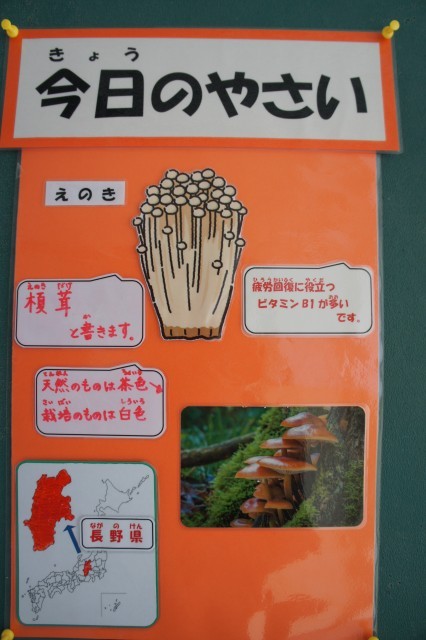 きょう
今日のやさい
えのき
えのき だけ
榎茸
と書きます。
か
ひろうかいふく やくだ
疲労回復に役立つ
おお
ビタミンB1が多い
です。
てんねん ちゃいろ
天然のものは茶色
さいばい しろいろ
栽培のものは白色
ながのけん
長野県